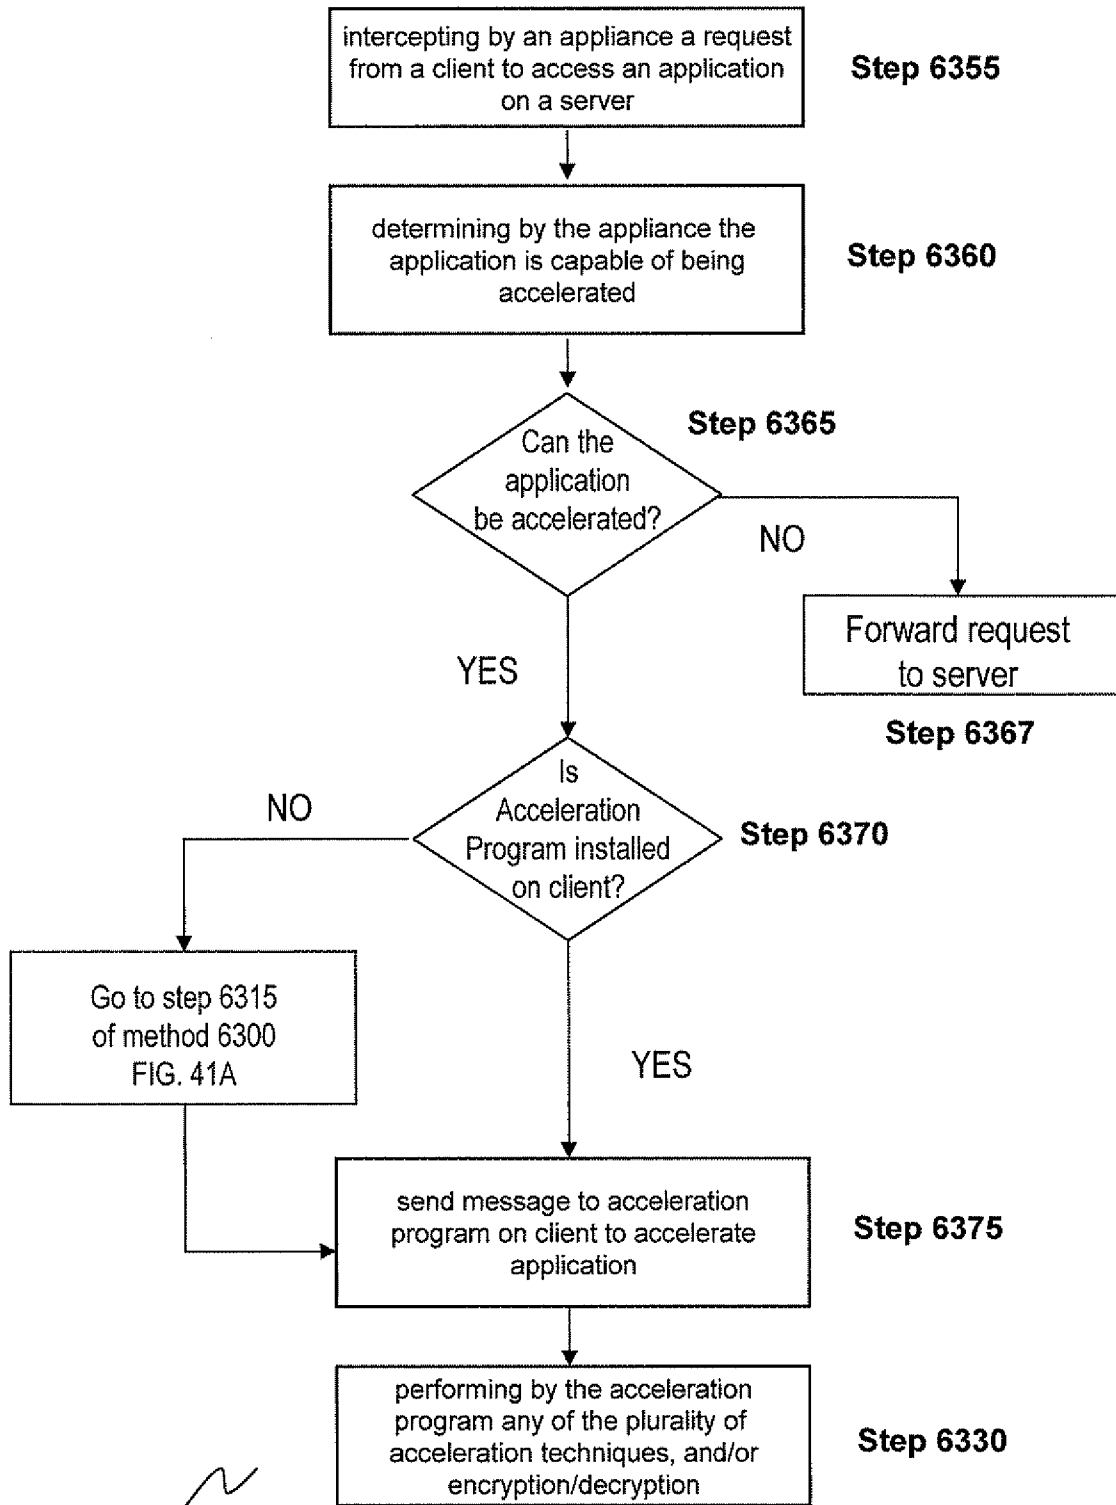 intercepting by an appliance a request
from a client to access an application
on a server
Step 6355
determining by the appliance the
application is capable of being
accelerated
Step 6360
Step 6365
Can the
application
be accelerated?
NO
Forward request
to server
Step 6367
YES
Is
Acceleration
Program installed
on client?
Step 6370
NO
Go to step 6315
of method 6300
FIG. 41A
YES
send message to acceleration
program on client to accelerate
application
Step 6375
performing by the acceleration
program any of the plurality of
acceleration techniques, and/or
encryption/decryption
Step 6330